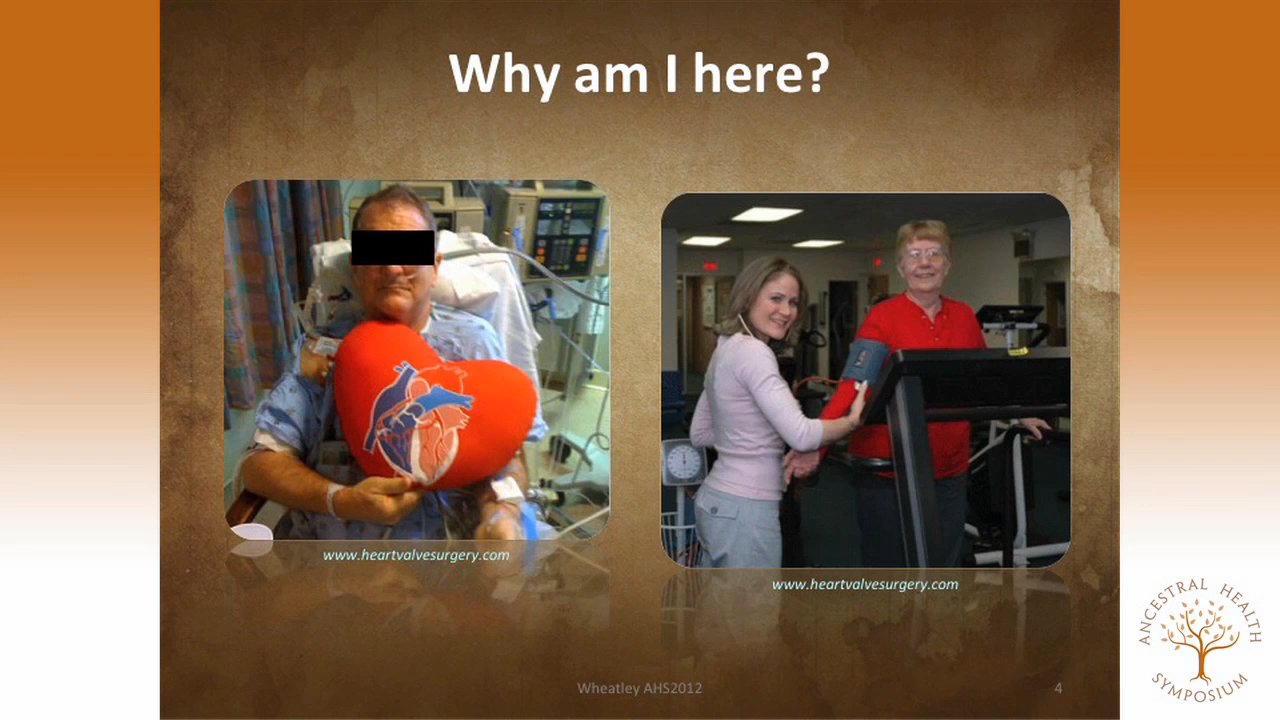 Why am I here?
www.heartvalvesurgery.com
www.heartvalvesurgery.com
Wheatley AHS2012
4
ANCESTRAL HEALTH
SYMPOSIUM